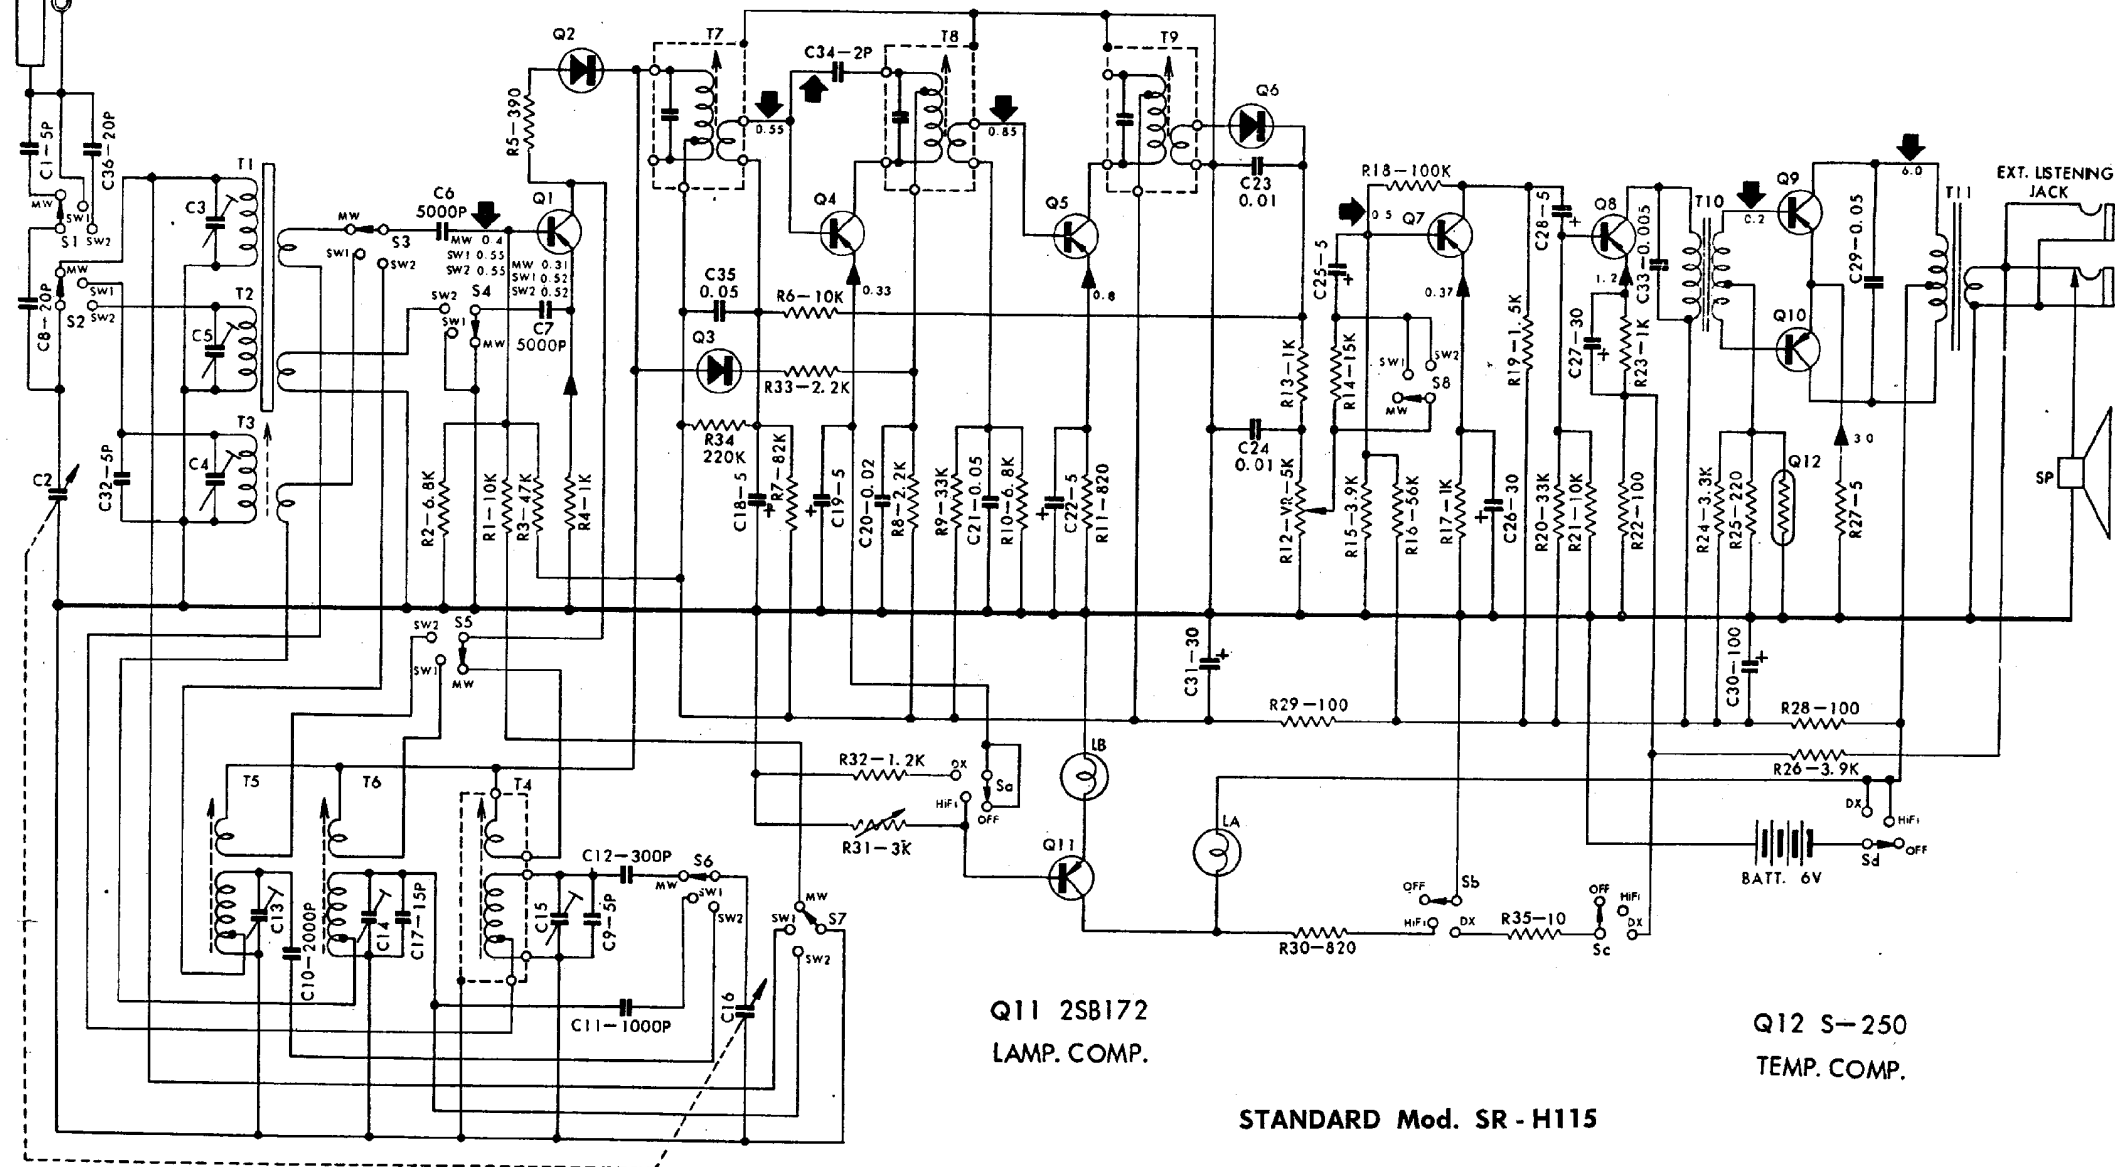 Q2
T7
C34-2P
T8
T9
Q6
R5-390
0.55
0.85
C1-5P
C36-20P
MW
SW1
S1
SW2
T1
C3
MW
S3
SW1
SW2
C6
5000P
MW 0.4
SW1 0.55
SW2 0.55
Q1
MW 0.31
SW1 0.52
SW2 0.52
C7
5000P
SW2
S4
SW1
MW
Q4
0.33
Q5
0.8
C23
0.01
R18-100K
0.5
Q7
0.37
C28-5
Q8
1.2
C33-0.005
T10
0.2
Q9
Q10
C29-0.05
6.0
T11
EXT. LISTENING
JACK
C8-20P
MW
SW1
S2
SW2
T2
C5
T3
C4
C2
C32-5P
C35
0.05
R6-10K
Q3
R33-2.2K
R34
220K
R2-6.8K
R1-10K
R3-47K
R4-1K
C18-5
R7-82K
C19-5
C20-0.02
R8-2.2K
R9-33K
C21-0.05
R10-6.8K
C22-5
R11-820
C24
0.01
R13-1K
R12-VR-5K
C25-5
R14-15K
SW1
SW2
S8
MW
R15-3.9K
R16-56K
R17-1K
C26-30
R19-1.5K
C27-30
R23-1K
R20-33K
R21-10K
R22-100
R24-3.3K
R25-220
Q12
3.0
R27-5
SP
SW2
S5
SW1
MW
C31-30
R29-100
C30-100
R28-100
R26-3.9K
T5
T6
T4
R32-1.2K
DX
Sa
HiFi
OFF
R31-3K
LB
Q11
LA
DX
HiFi
Sd
OFF
BATT. 6V
C13
C10-2000P
C14
C17-15P
C15
C9-5P
C12-300P
MW
S6
SW1
SW2
C11-1000P
C16
MW
SW1
S7
SW2
R30-820
OFF
Sb
HiFi
DX
R35-10
OFF
HiFi
DX
Sc
Q11 2SB172
LAMP. COMP.
Q12 S-250
TEMP. COMP.
STANDARD Mod. SR-H115